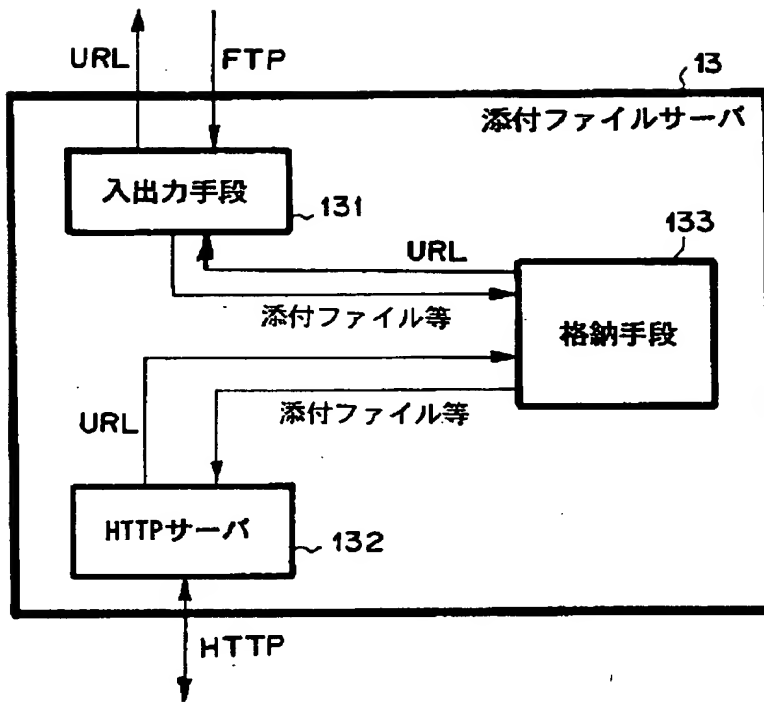 URL
FTP
13
添付ファイルサーバ
入出力手段
131
133
URL
添付ファイル等
格納手段
URL
添付ファイル等
HTTPサーバ
132
HTTP